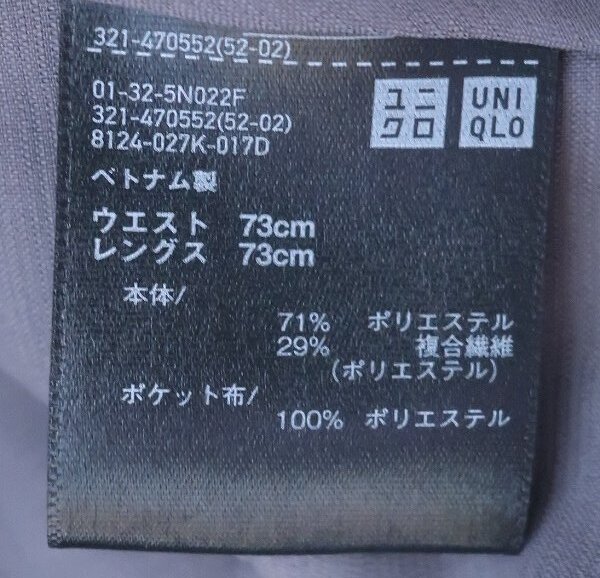 321-470552(52-02)
01-32-5N022F
321-470552(52-02)
8124-027K-017D
ユニ
クロ
UNI
QLO
ベトナム製
ウエスト 73cm
レングス 73cm
本体/
71% ポリエステル
29% 複合繊維
(ポリエステル)
ポケット布/
100% ポリエステル